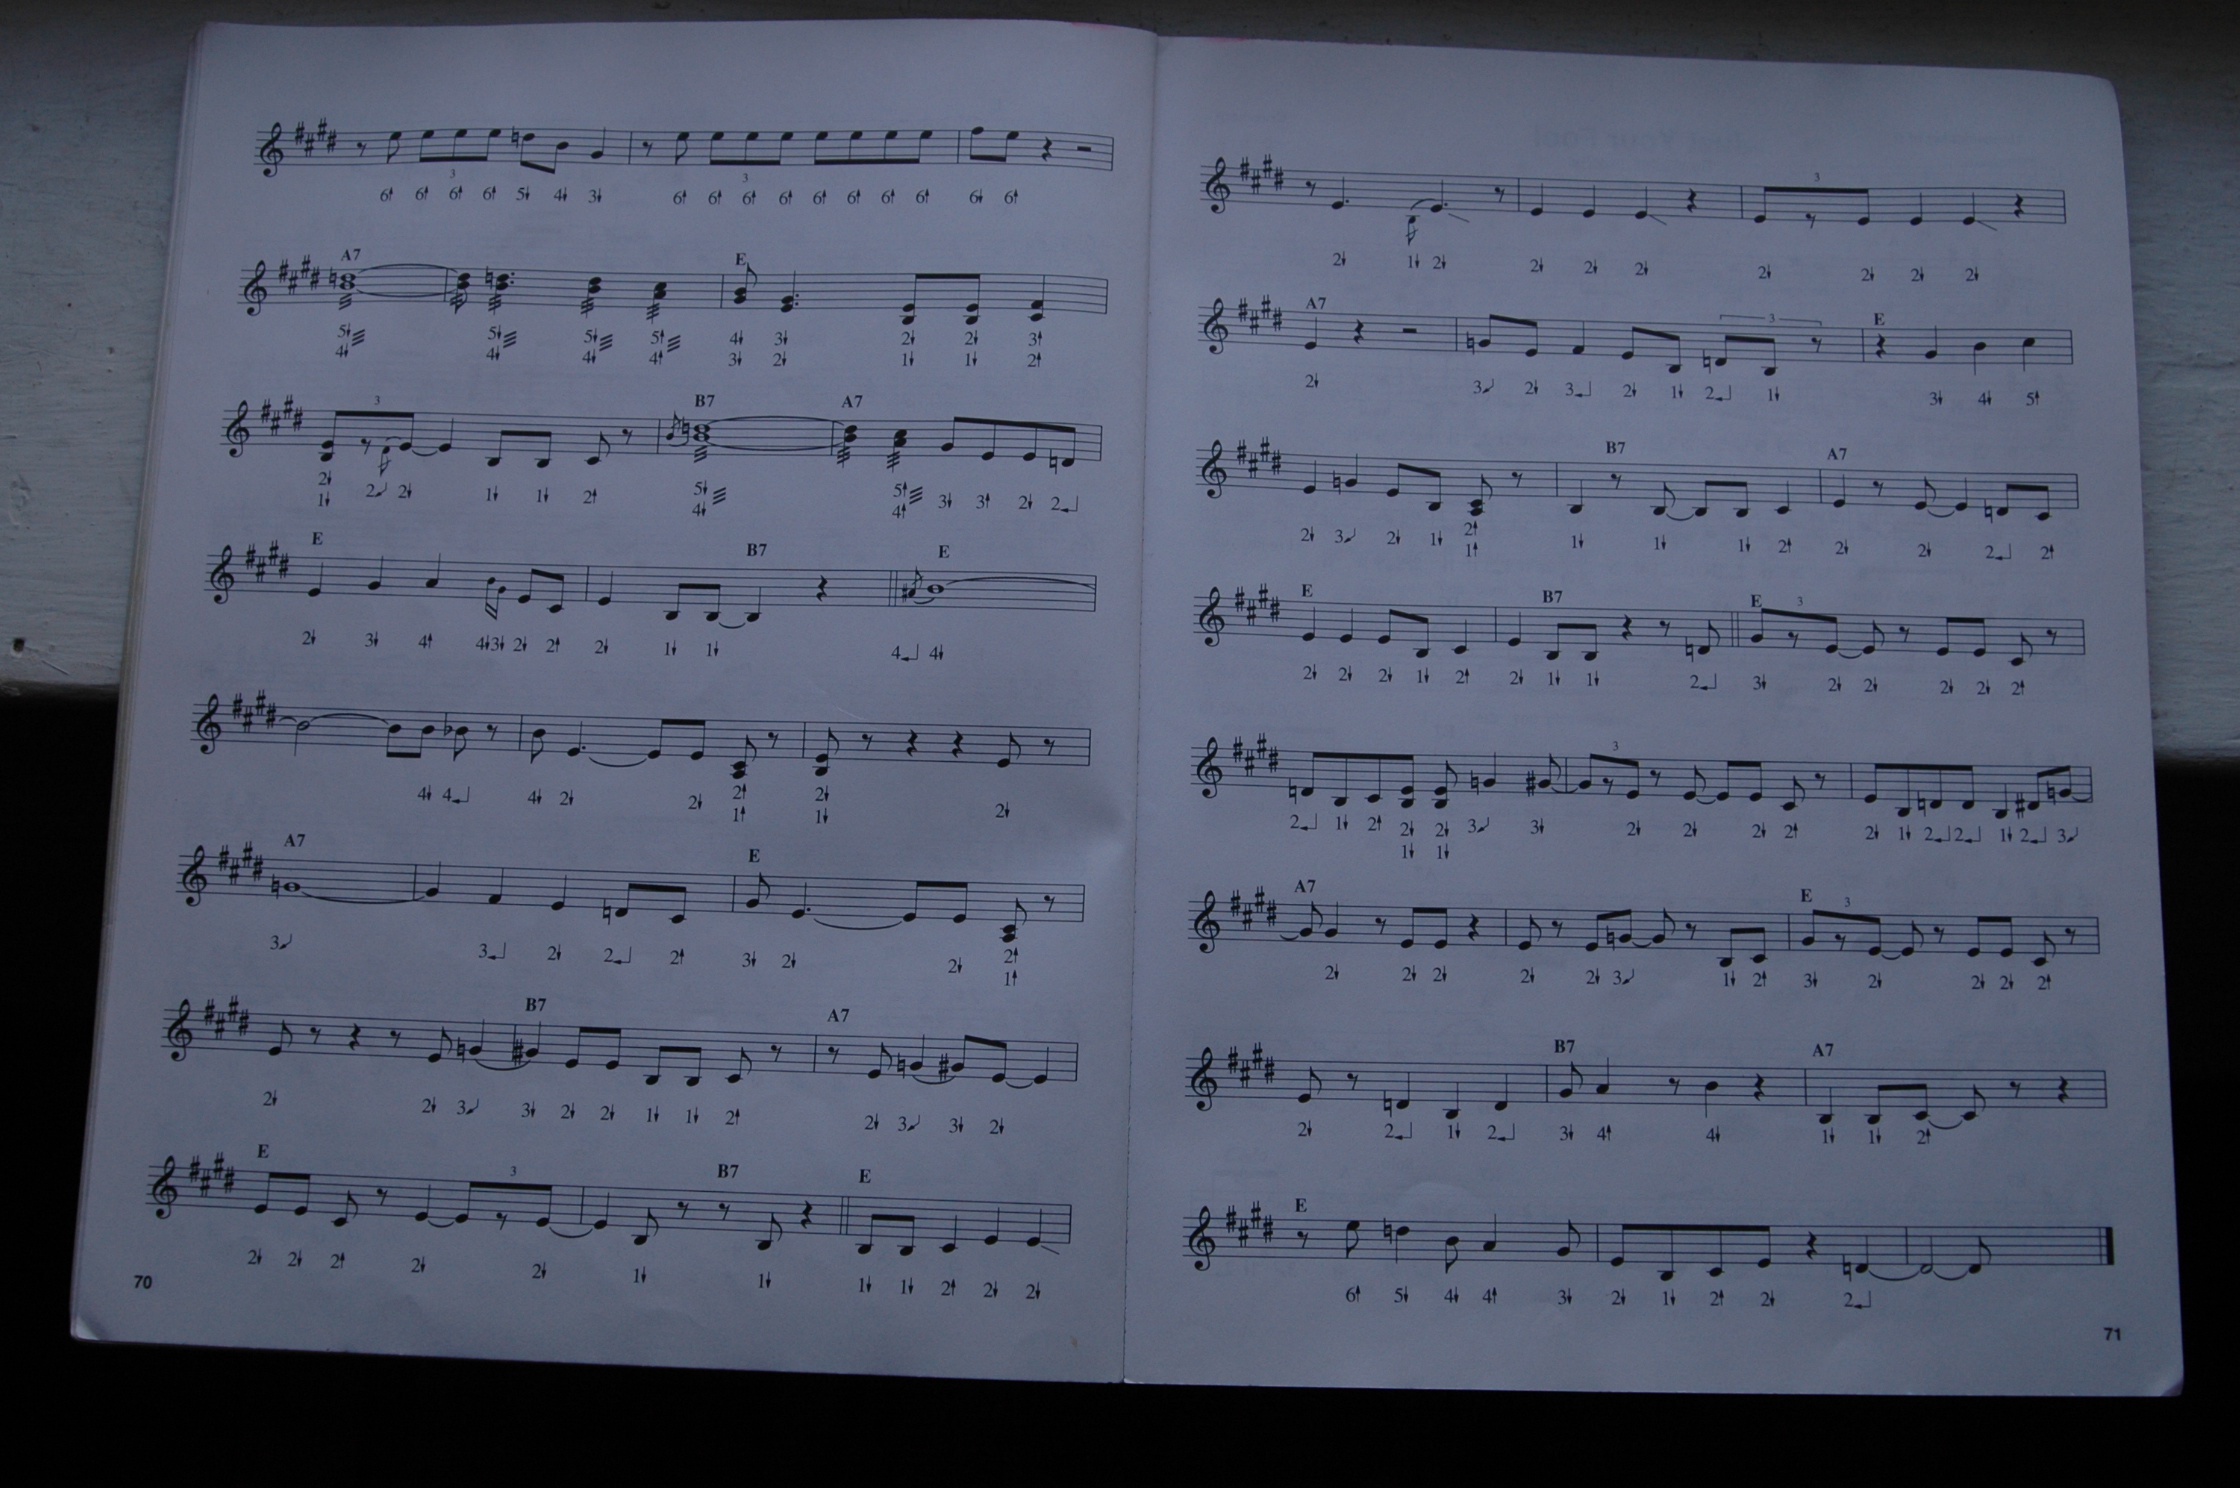 3
6↑ 6↑ 6↑ 6↑ 5↓ 4↓ 3↓ 6↑ 6↑ 6↑ 6↑ 6↑ 6↑ 6↑ 6↑ 6↓ 6↑
3
A7 E
5↓ 5↓ 5↓ 5↑ 4↓ 3↓ 2↓ 2↓ 3↑
4↓ 4↓ 4↓ 4↑ 3↓ 2↓ 1↓ 1↓ 2↑
3 B7 A7
2↓ 2↙ 2↓ 1↓ 1↓ 2↑ 5↓ 5↑ 3↓ 3↑ 2↓ 2↲
1↓ 4↓ 4↑
E B7 E
2↓ 3↓ 4↑ 4↓3↓ 2↓ 2↑ 2↓ 1↓ 1↓ 4↲ 4↓
4↓ 4↲ 4↓ 2↓ 2↓ 2↑ 2↓ 2↓
1↑ 1↓
A7 E
3↙ 3↲ 2↓ 2↲ 2↑ 3↓ 2↓ 2↓ 2↑
1↑
B7 A7
2↓ 2↓ 3↙ 3↓ 2↓ 2↓ 1↓ 1↓ 2↑ 2↓ 3↙ 3↓ 2↓
E 3 B7 E
2↓ 2↓ 2↑ 2↓ 2↓ 1↓ 1↓ 1↓ 1↓ 2↑ 2↓ 2↓
70
3
2↓ 1↓ 2↓ 2↓ 2↓ 2↓ 2↓ 2↓ 2↓ 2↓
A7 3 E
2↓ 3↙ 2↓ 3↲ 2↓ 1↓ 2↲ 1↓ 3↓ 4↓ 5↑
B7 A7
2↓ 3↙ 2↓ 1↓ 2↑ 1↓ 1↓ 1↓ 2↑ 2↓ 2↓ 2↲ 2↑
1↑
E B7 E 3
2↓ 2↓ 2↓ 1↓ 2↑ 2↓ 1↓ 1↓ 2↲ 3↓ 2↓ 2↓ 2↓ 2↓ 2↑
3
2↲ 1↓ 2↑ 2↓ 2↓ 3↙ 3↓ 2↓ 2↓ 2↓ 2↑ 2↓ 1↓ 2↲ 2↲ 1↓ 2↲ 3↙
1↓ 1↓
A7 E 3
2↓ 2↓ 2↓ 2↓ 2↓ 3↙ 1↓ 2↑ 3↓ 2↓ 2↓ 2↓ 2↑
B7 A7
2↓ 2↲ 1↓ 2↲ 3↓ 4↑ 4↓ 1↓ 1↓ 2↑
E
6↑ 5↓ 4↓ 4↑ 3↓ 2↓ 1↓ 2↑ 2↓ 2↲
71